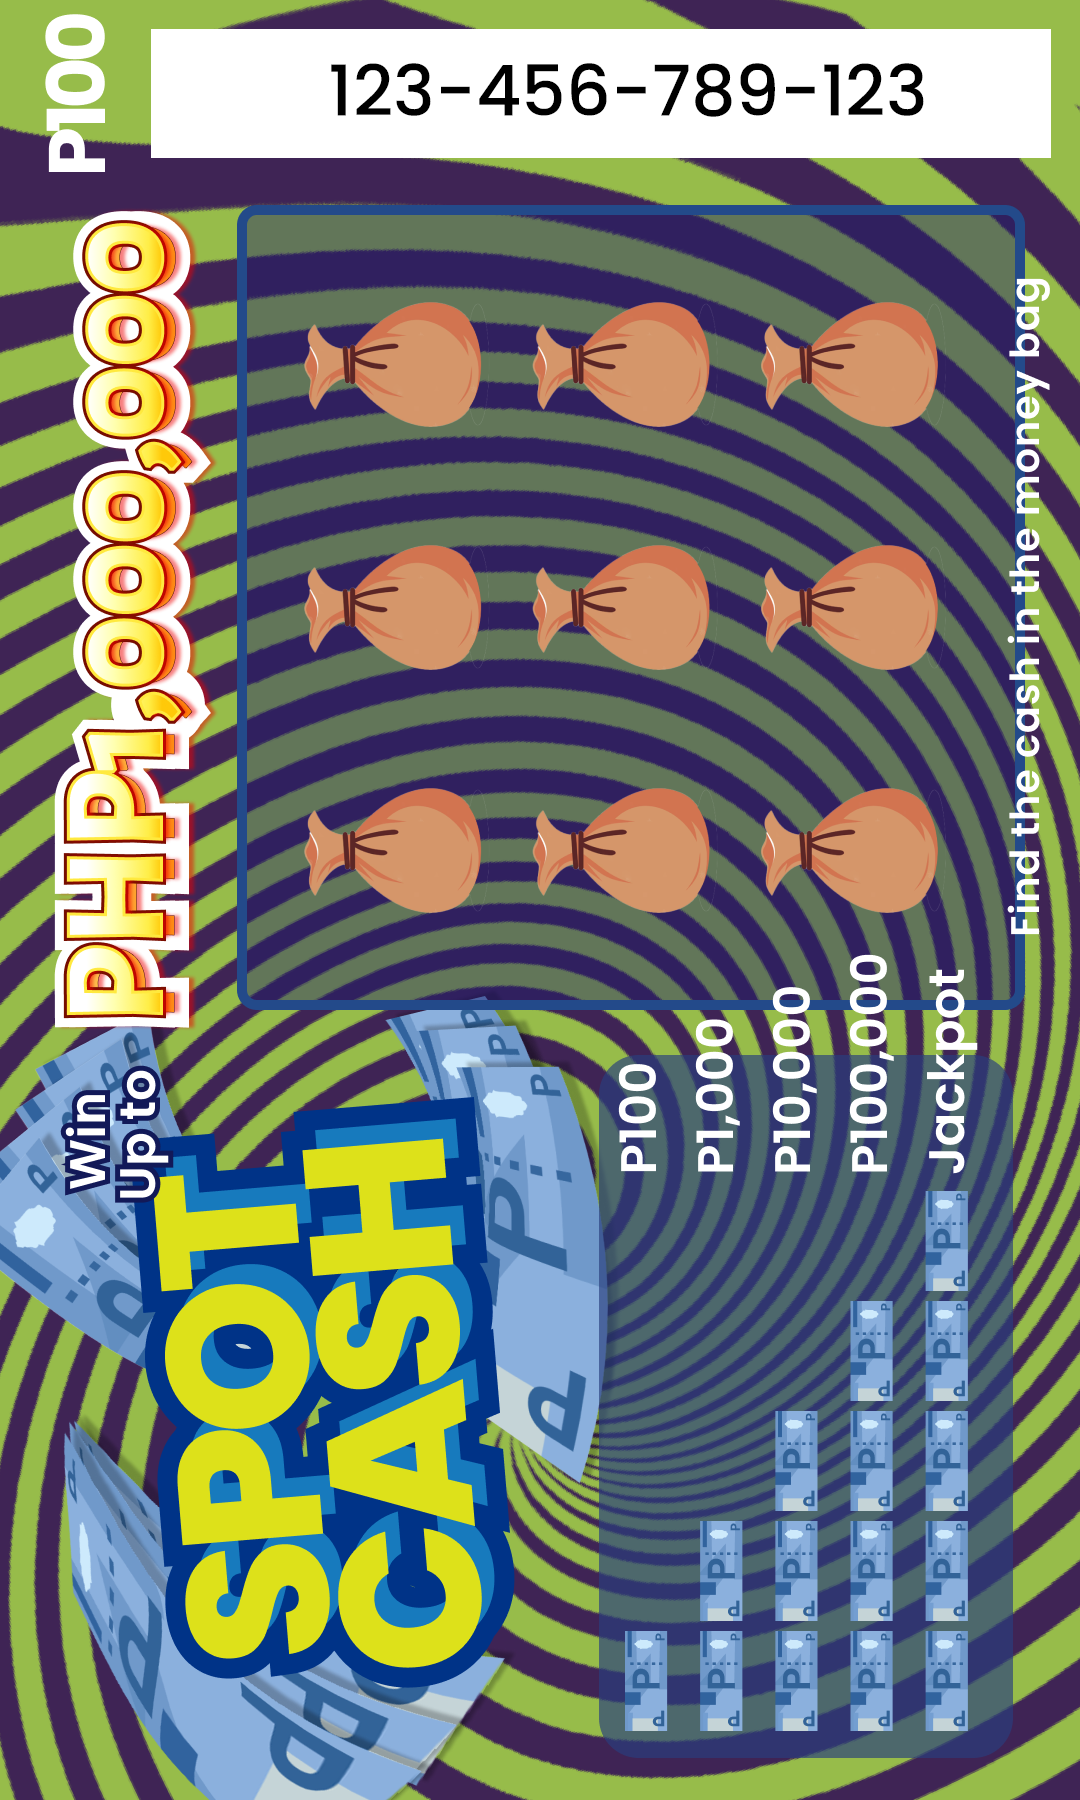 P100
123-456-789-123
Win
Up to
PHP1,000,000
SPOT
CASH
P100
P1,000
P10,000
P100,000
Jackpot
Find the cash in the money bag